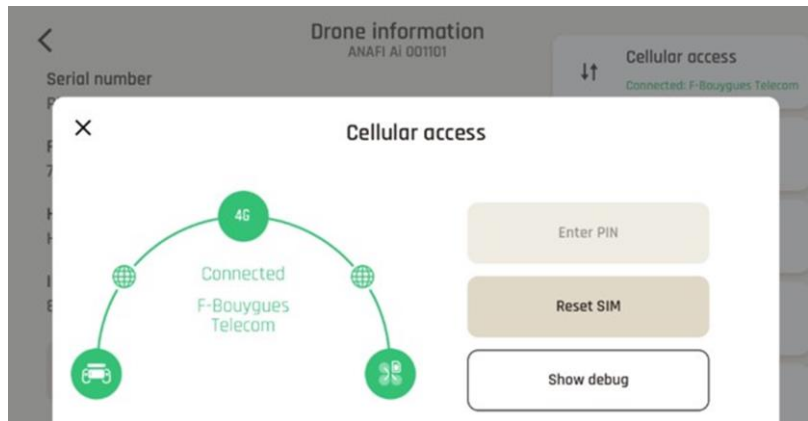 Drone information
ANAFI Ai 001101
Serial number
Cellular access
Connected: F-Bouygues Telecom
Cellular access
4G
Connected
F-Bouygues
Telecom
Enter PIN
Reset SIM
Show debug